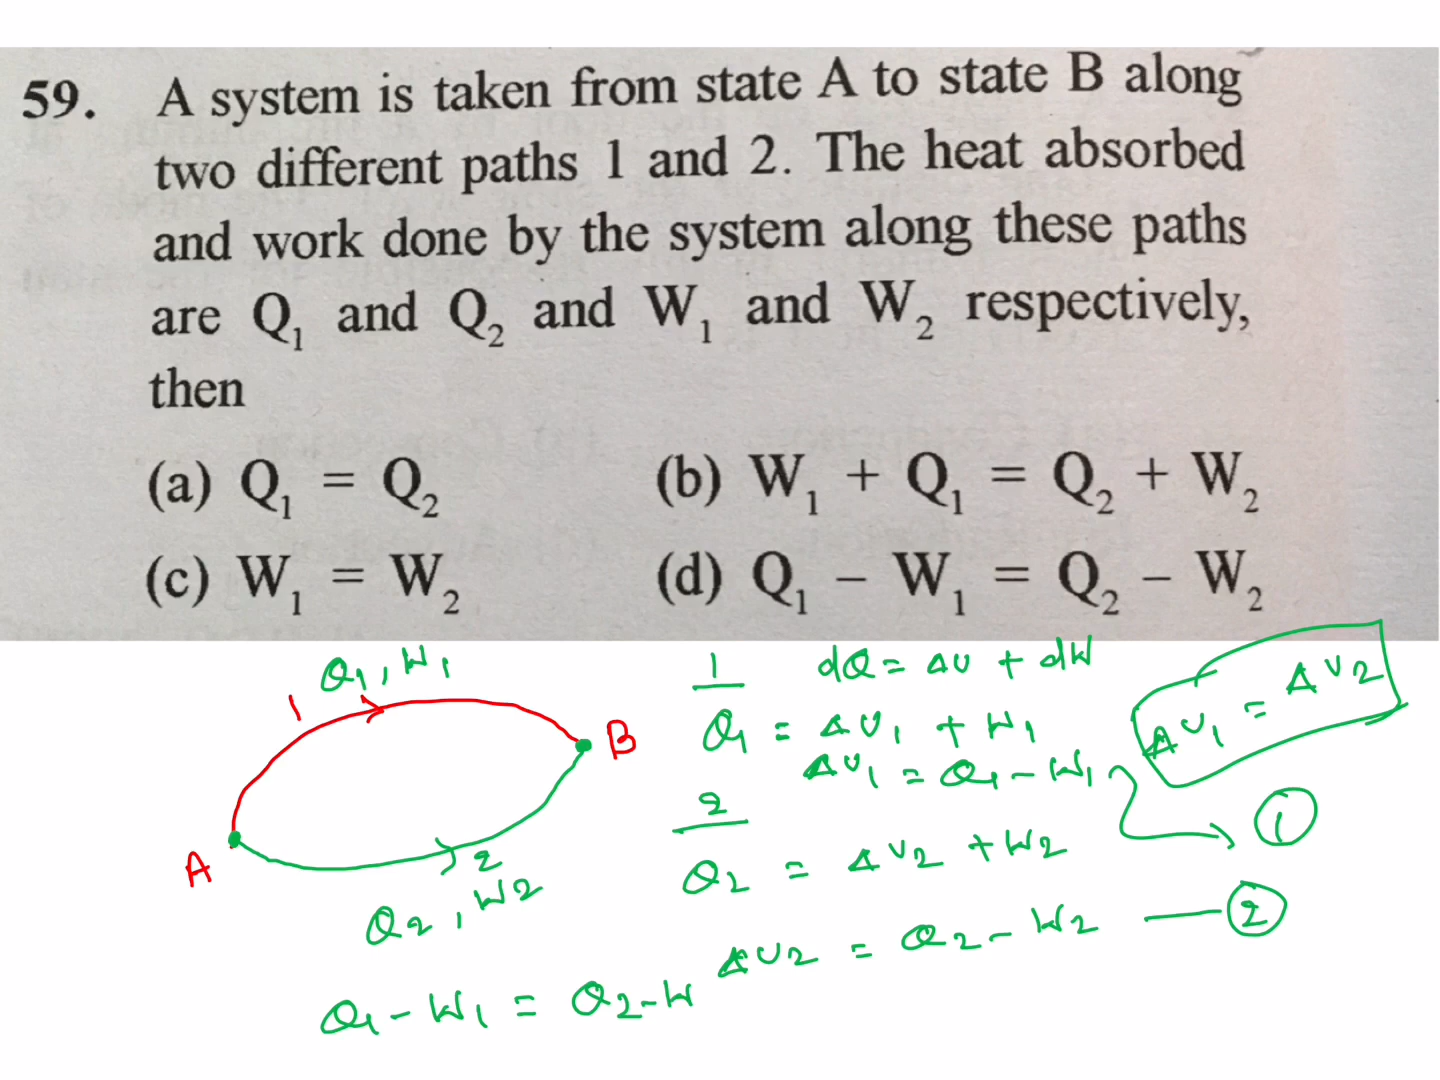 59. A system is taken from state A to state B along
two different paths 1 and 2. The heat absorbed
and work done by the system along these paths
are Q₁ and Q₂ and W₁ and W₂ respectively,
then
(a) Q₁ = Q₂ (b) W₁ + Q₁ = Q₂ + W₂
(c) W₁ = W₂ (d) Q₁ – W₁ = Q₂ – W₂
Q1, W1
1
B
A
2
Q2, W2
1 dQ = ΔU + dW
Q1 = ΔU1 + W1
ΔU1 = Q1 - W1
1
ΔU1 = ΔU2
2
Q2 = ΔU2 + W2
ΔU2 = Q2 - W2 — 2
Q1 - W1 = Q2 - W